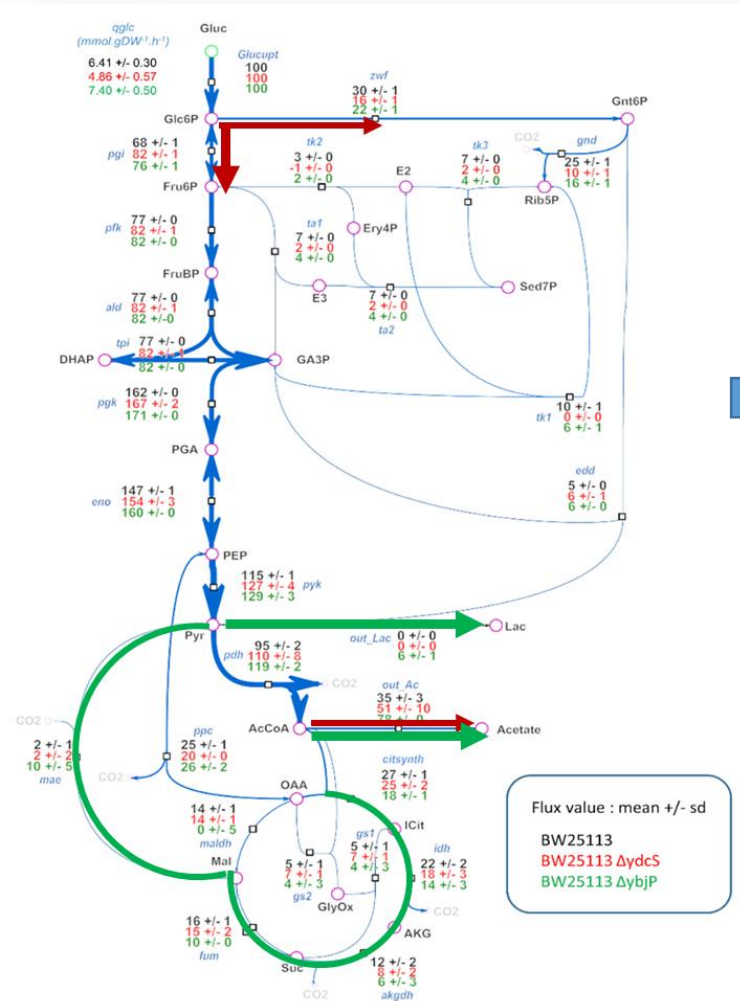 qglc
(mmol.gDW⁻¹.h⁻¹)
6.41 +/- 0.30
4.86 +/- 0.57
7.40 +/- 0.50
Gluc
Glucupt
100
100
100
zwf
30 +/- 1
16 +/- 1
22 +/- 1
Glc6P
Gnt6P
pgi
68 +/- 1
82 +/- 1
76 +/- 1
tk2
3 +/- 0
-1 +/- 0
2 +/- 0
E2
tk3
7 +/- 0
2 +/- 0
4 +/- 0
CO2
gnd
25 +/- 1
10 +/- 1
16 +/- 1
Fru6P
Rib5P
pfk
77 +/- 0
82 +/- 1
82 +/- 0
ta1
7 +/- 0
2 +/- 0
4 +/- 0
Ery4P
FruBP
E3
Sed7P
ald
77 +/- 0
82 +/- 1
82 +/-0
7 +/- 0
2 +/- 0
4 +/- 0
ta2
tpi
77 +/- 0
82 +/- 1
82 +/- 0
DHAP
GA3P
pgk
162 +/- 0
167 +/- 2
171 +/- 0
10 +/- 1
0 +/- 0
6 +/- 1
tk1
PGA
edd
5 +/- 0
6 +/- 1
6 +/- 0
eno
147 +/- 1
154 +/- 3
160 +/- 0
PEP
115 +/- 1
127 +/- 4
129 +/- 3
pyk
Pyr
Lac
out_Lac
0 +/- 0
0 +/- 0
6 +/- 1
pdh
95 +/- 2
110 +/- 8
119 +/- 2
CO2
out_Ac
35 +/- 3
51 +/- 10
78 +/- 0
AcCoA
Acetate
CO2
2 +/- 1
2 +/- 2
10 +/- 5
mae
ppc
25 +/- 1
20 +/- 0
26 +/- 2
CO2
citsynth
27 +/- 1
25 +/- 2
18 +/- 1
OAA
14 +/- 1
14 +/- 1
0 +/- 5
maldh
ICit
gs1
5 +/- 1
7 +/- 1
4 +/- 3
idh
22 +/- 2
18 +/- 3
14 +/- 3
Mal
5 +/- 1
7 +/- 1
4 +/- 3
gs2
GlyOx
CO2
16 +/- 1
15 +/- 2
10 +/- 0
fum
AKG
Suc
12 +/- 2
8 +/- 2
6 +/- 3
akgdh
CO2
Flux value : mean +/- sd
BW25113
BW25113 ΔydcS
BW25113 ΔybjP